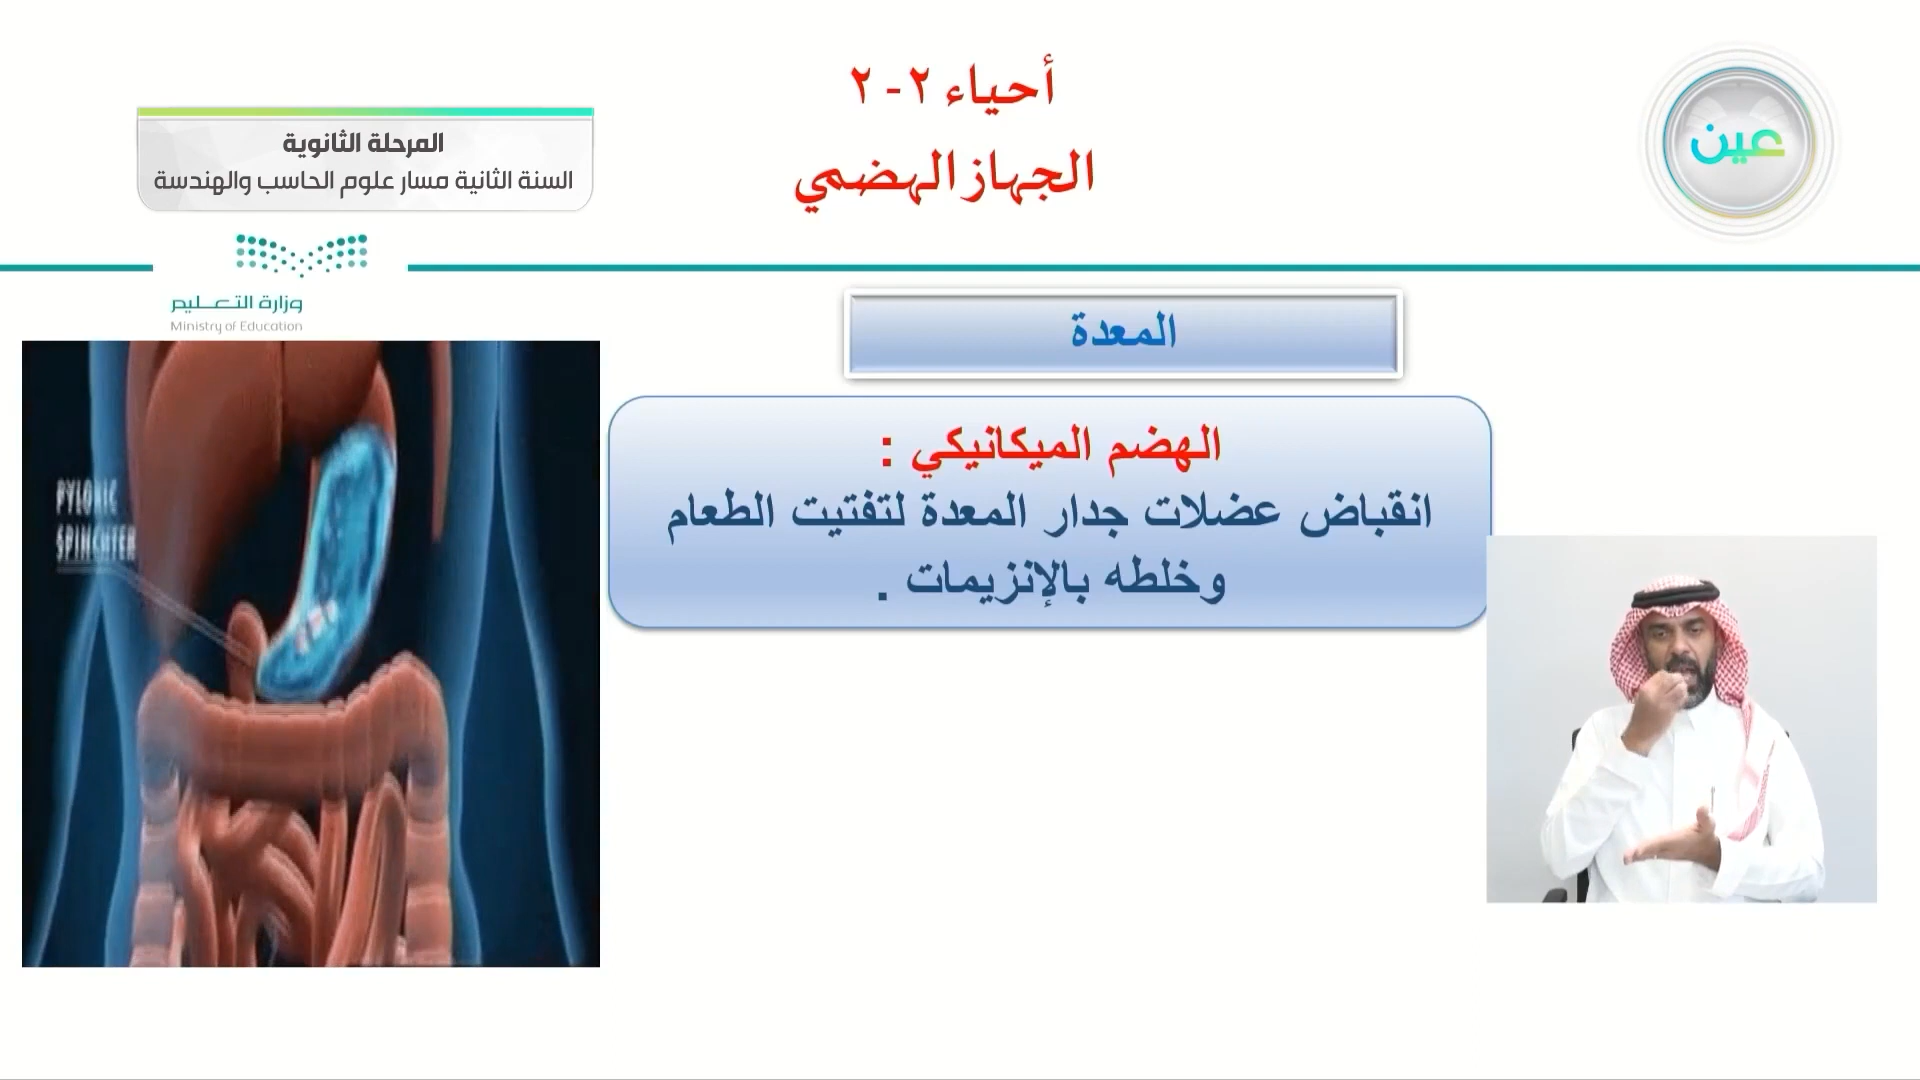 أحياء ٢-٢
الجهاز الهضمي
عين
المرحلة الثانوية
السنة الثانية مسار علوم الحاسب والهندسة
وزارة التعليم
Ministry of Education
المعدة
الهضم الميكانيكي :
انقباض عضلات جدار المعدة لتفتيت الطعام
وخلطه بالإنزيمات .
PYLORIC
SPINCHTER